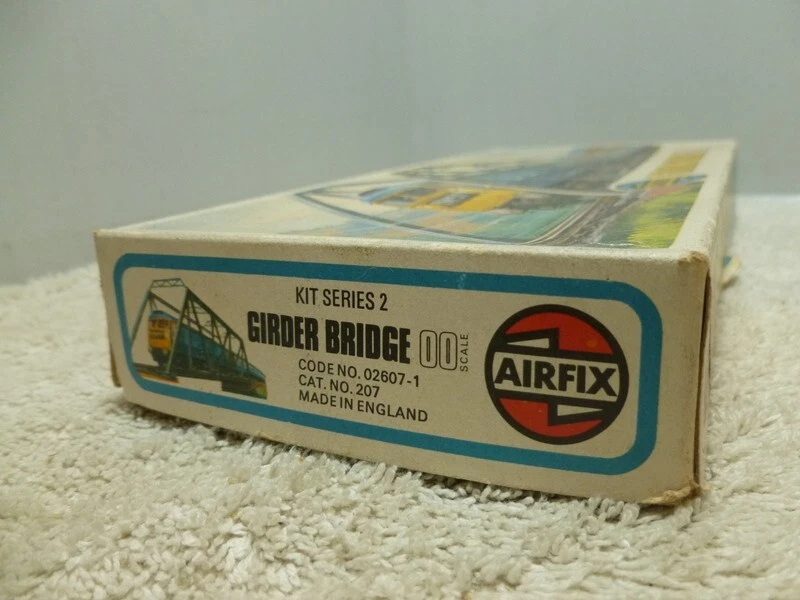 KIT SERIES 2
GIRDER BRIDGE 00 SCALE
CODE NO. 02607-1
CAT. NO. 207
MADE IN ENGLAND
AIRFIX